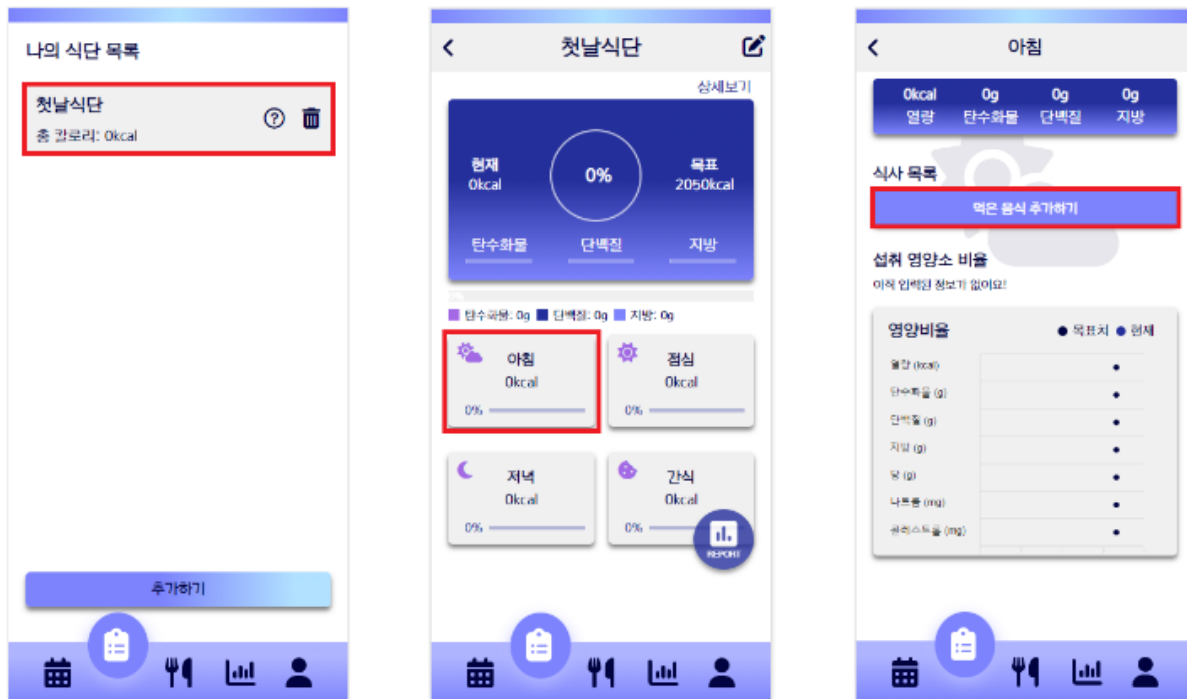 나의 식단 목록
첫날식단
총 칼로리: 0kcal
추가하기
첫날식단
상세보기
현재
0kcal
0%
목표
2050kcal
탄수화물 단백질 지방
탄수화물: 0g 단백질: 0g 지방: 0g
아침
0kcal
0%
점심
0kcal
0%
저녁
0kcal
0%
간식
0kcal
0%
REPORT
아침
0kcal 0g 0g 0g
열량 탄수화물 단백질 지방
식사 목록
먹은 음식 추가하기
섭취 영양소 비율
아직 입력된 정보가 없어요!
영양비율
목표치 현재
열량 (kcal)
탄수화물 (g)
단백질 (g)
지방 (g)
당 (g)
나트륨 (mg)
콜레스트롤 (mg)